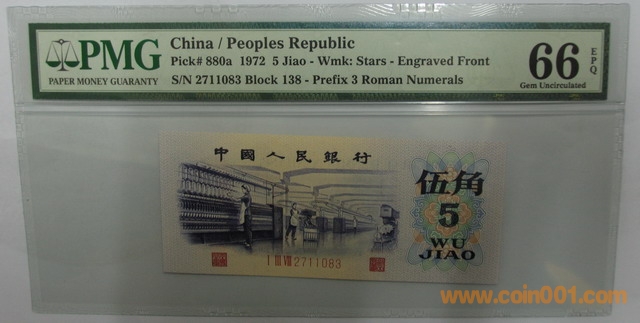 PMG
PAPER MONEY GUARANTY
China / Peoples Republic
Pick# 880a 1972 5 Jiao - Wmk: Stars - Engraved Front
S/N 2711083 Block 138 - Prefix 3 Roman Numerals
66
EPQ
Gem Uncirculated
中國人民銀行
伍角
5
WU
JIAO
I III VIII 2711083
www.coin001.com